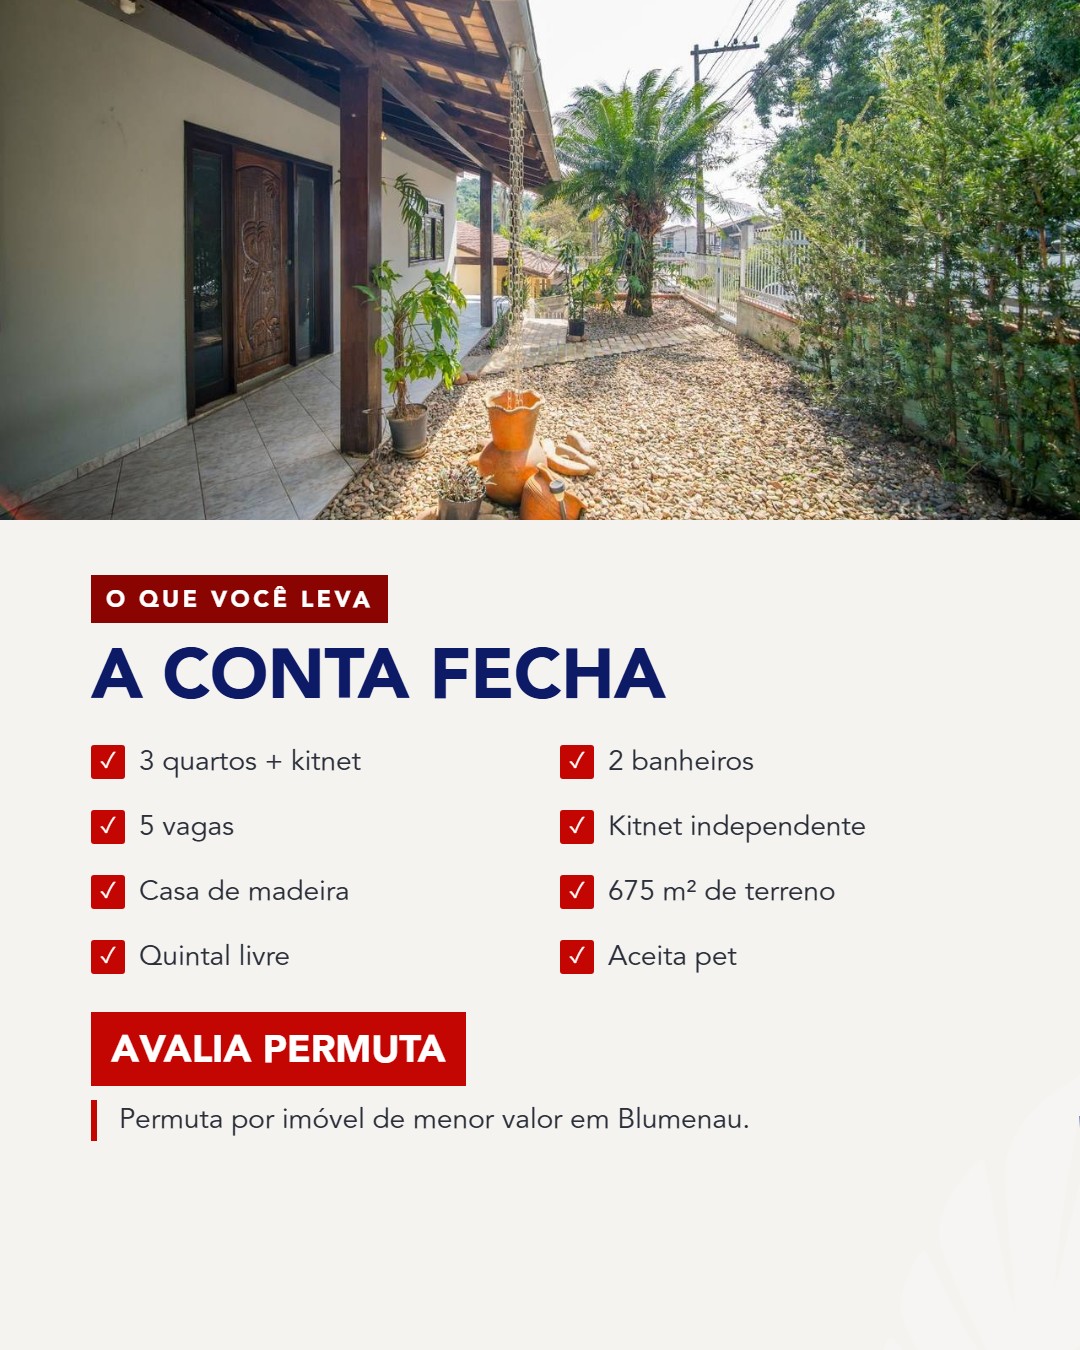 O QUE VOCÊ LEVA
A CONTA FECHA
✓ 3 quartos + kitnet
✓ 2 banheiros
✓ 5 vagas
✓ Kitnet independente
✓ Casa de madeira
✓ 675 m² de terreno
✓ Quintal livre
✓ Aceita pet
AVALIA PERMUTA
Permuta por imóvel de menor valor em Blumenau.